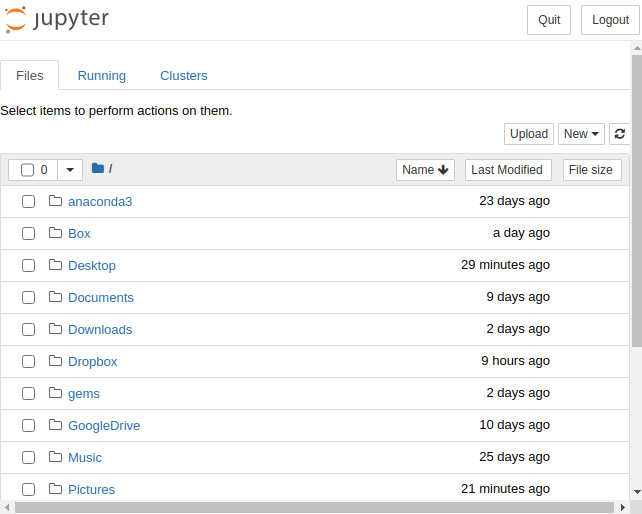 jupyter Quit Logout
Files Running Clusters
Select items to perform actions on them.
Upload New
0 / Name Last Modified File size
anaconda3 23 days ago
Box a day ago
Desktop 29 minutes ago
Documents 9 days ago
Downloads 2 days ago
Dropbox 9 hours ago
gems 2 days ago
GoogleDrive 10 days ago
Music 25 days ago
Pictures 21 minutes ago